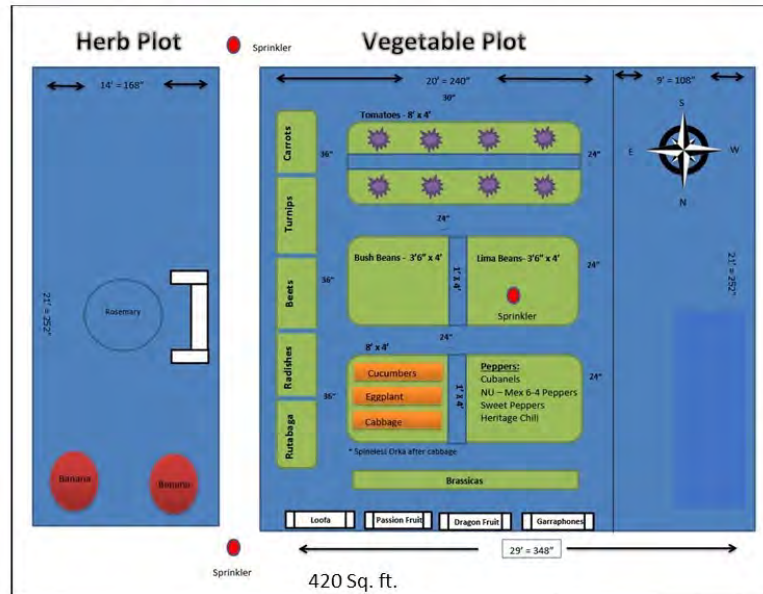 Herb Plot
Sprinkler
Vegetable Plot
14' = 168"
20' = 240"
9' = 108"
30"
Tomatoes - 8' x 4'
S
E
W
N
Carrots
36"
24"
Turnips
24"
Bush Beans - 3'6" x 4'
1' X 4'
Lima Beans- 3'6" x 4'
Beets
36"
24"
Sprinkler
21' = 252"
21' = 252"
Rosemary
24"
8' x 4'
Radishes
Cucumbers
Eggplant
Cabbage
1' X 4'
Peppers:
Cubanels
NU – Mex 6-4 Peppers
Sweet Peppers
Heritage Chili
24"
36"
Rutabaga
* Spineless Orka after cabbage
Banana
Banana
Brassicas
Loofa
Passion Fruit
Dragon Fruit
Garraphones
Sprinkler
29' = 348"
420 Sq. ft.